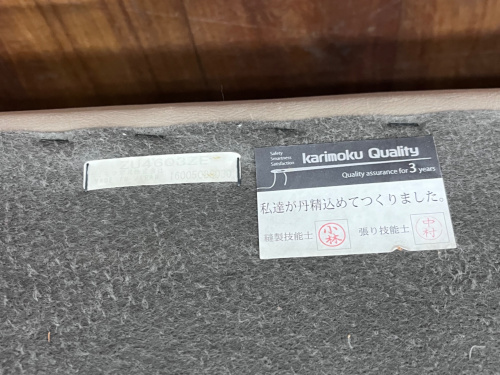 Safety
Smartness
Satisfaction
karimoku Quality
Quality assurance for 3 years
私達が丹精込めてつくりました。
縫製技能士 小林 張り技能士 中村